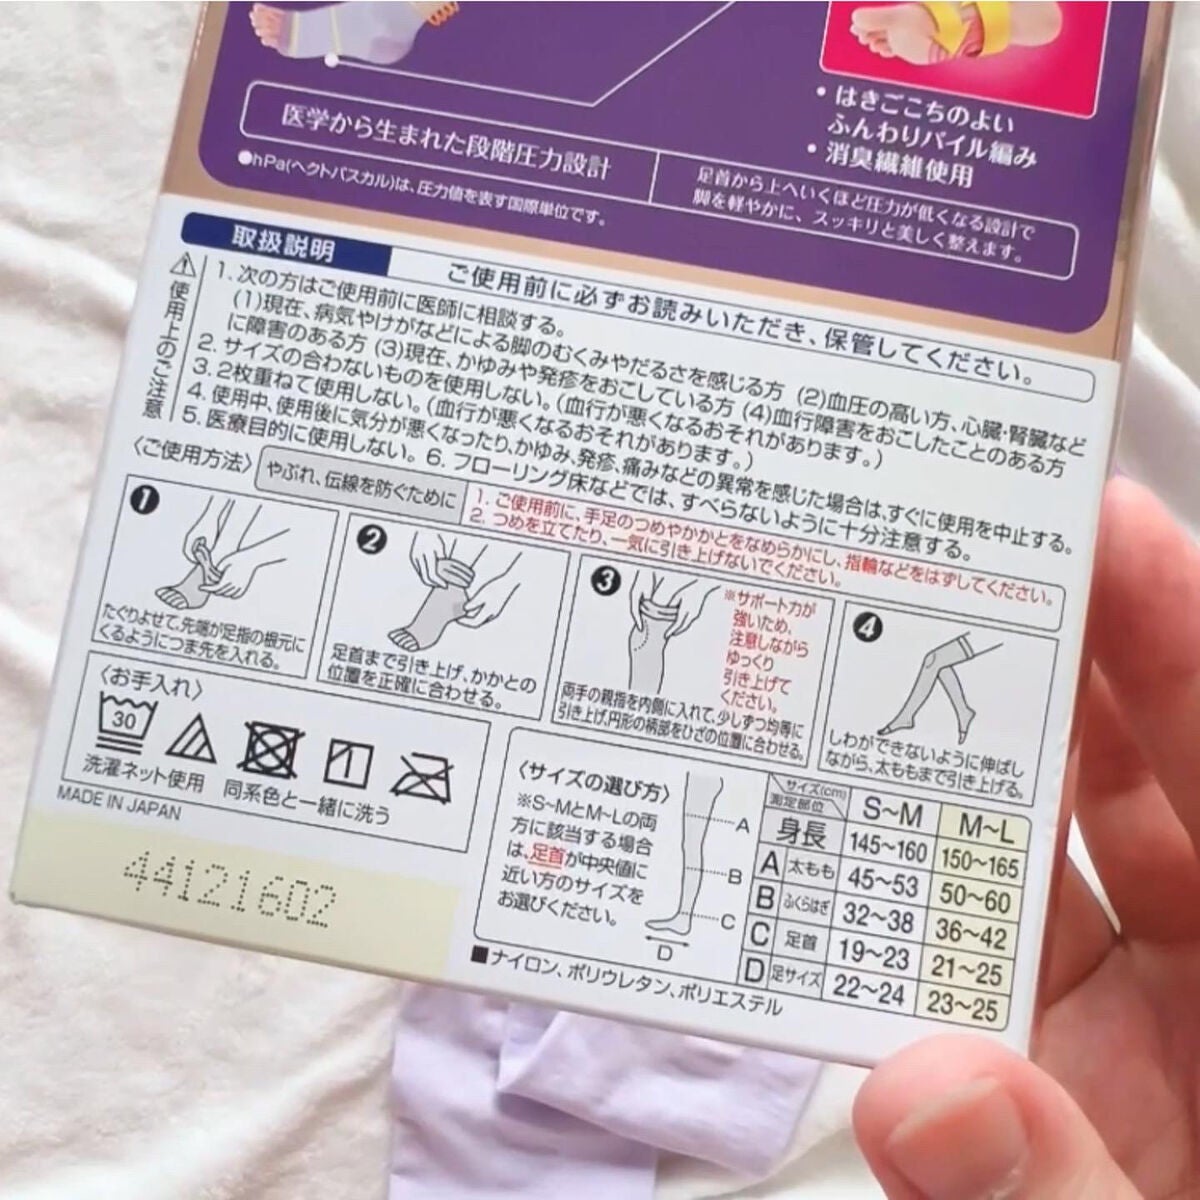 ・はきごこちのよい
ふんわりパイル編み
・消臭繊維使用
医学から生まれた段階圧力設計
足首から上へいくほど圧力が低くなる設計で
脚を軽やかに、スッキリと美しく整えます。
●hPa(ヘクトパスカル)は、圧力値を表す国際単位です。
取扱説明
ご使用前に必ずお読みいただき、保管してください。
⚠使用上のご注意
1. 次の方はご使用前に医師に相談する。
(1)現在、病気やけがなどによる脚のむくみやだるさを感じる方 (2)血圧の高い方、心臓・腎臓など
に障害のある方 (3)現在、かゆみや発疹をおこしている方 (4)血行障害をおこしたことのある方
2. サイズの合わないものを使用しない。(血行が悪くなるおそれがあります。)
3. 2枚重ねて使用しない。(血行が悪くなるおそれがあります。)
4. 使用中、使用後に気分が悪くなったり、かゆみ、発疹、痛みなどの異常を感じた場合は、すぐに使用を中止する。
5. 医療目的に使用しない。 6. フローリング床などでは、すべらないように十分注意する。
〈ご使用方法〉
やぶれ、伝線を防ぐために
1. ご使用前に、手足のつめやかかとをなめらかにし、指輪などをはずしてください。
2. つめを立てたり、一気に引き上げないでください。
1
たぐりよせて、先端が足指の根元に
くるようにつま先を入れる。
2
足首まで引き上げ、かかとの
位置を正確に合わせる。
3
※サポート力が
強いため、
注意しながら
ゆっくり
引き上げて
ください。
両手の親指を内側に入れて、少しずつ均等に
引き上げ、円形の柄部をひざの位置に合わせる。
4
しわができないように伸ばし
ながら、太ももまで引き上げる。
〈お手入れ〉
30
洗濯ネット使用
同系色と一緒に洗う
MADE IN JAPAN
44121602
〈サイズの選び方〉
※S~MとM~Lの両
方に該当する場合
は、足首が中央値に
近い方のサイズを
お選びください。
A
B
C
D
サイズ(cm)
測定部位
S~M
M~L
身長 145~160 150~165
A 太もも 45~53 50~60
B ふくらはぎ 32~38 36~42
C 足首 19~23 21~25
D 足サイズ 22~24 23~25
■ナイロン、ポリウレタン、ポリエステル